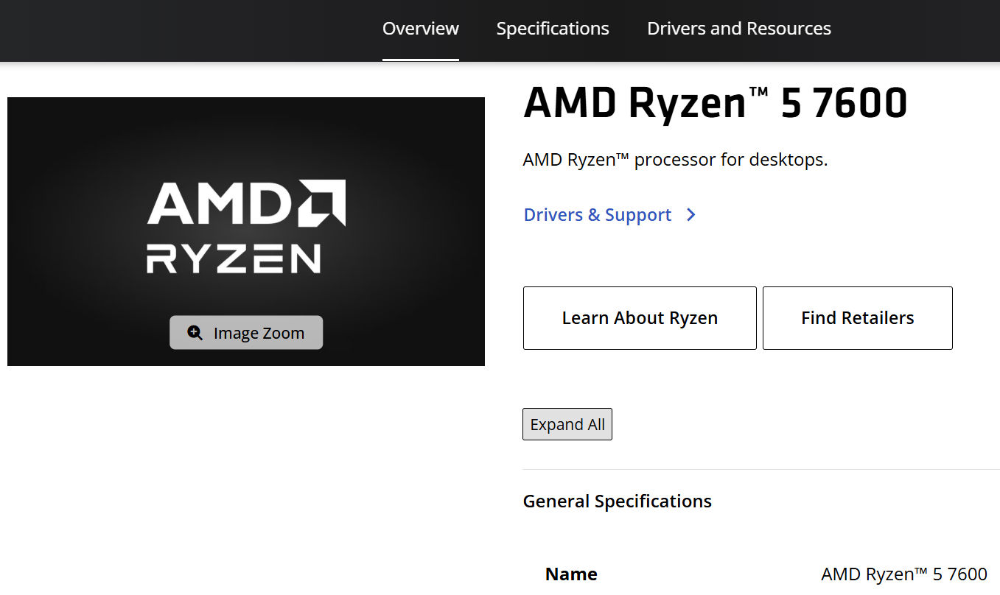 Overview Specifications Drivers and Resources
AMD
RYZEN
Image Zoom
AMD Ryzen™ 5 7600
AMD Ryzen™ processor for desktops.
Drivers & Support
Learn About Ryzen Find Retailers
Expand All
General Specifications
Name AMD Ryzen™ 5 7600